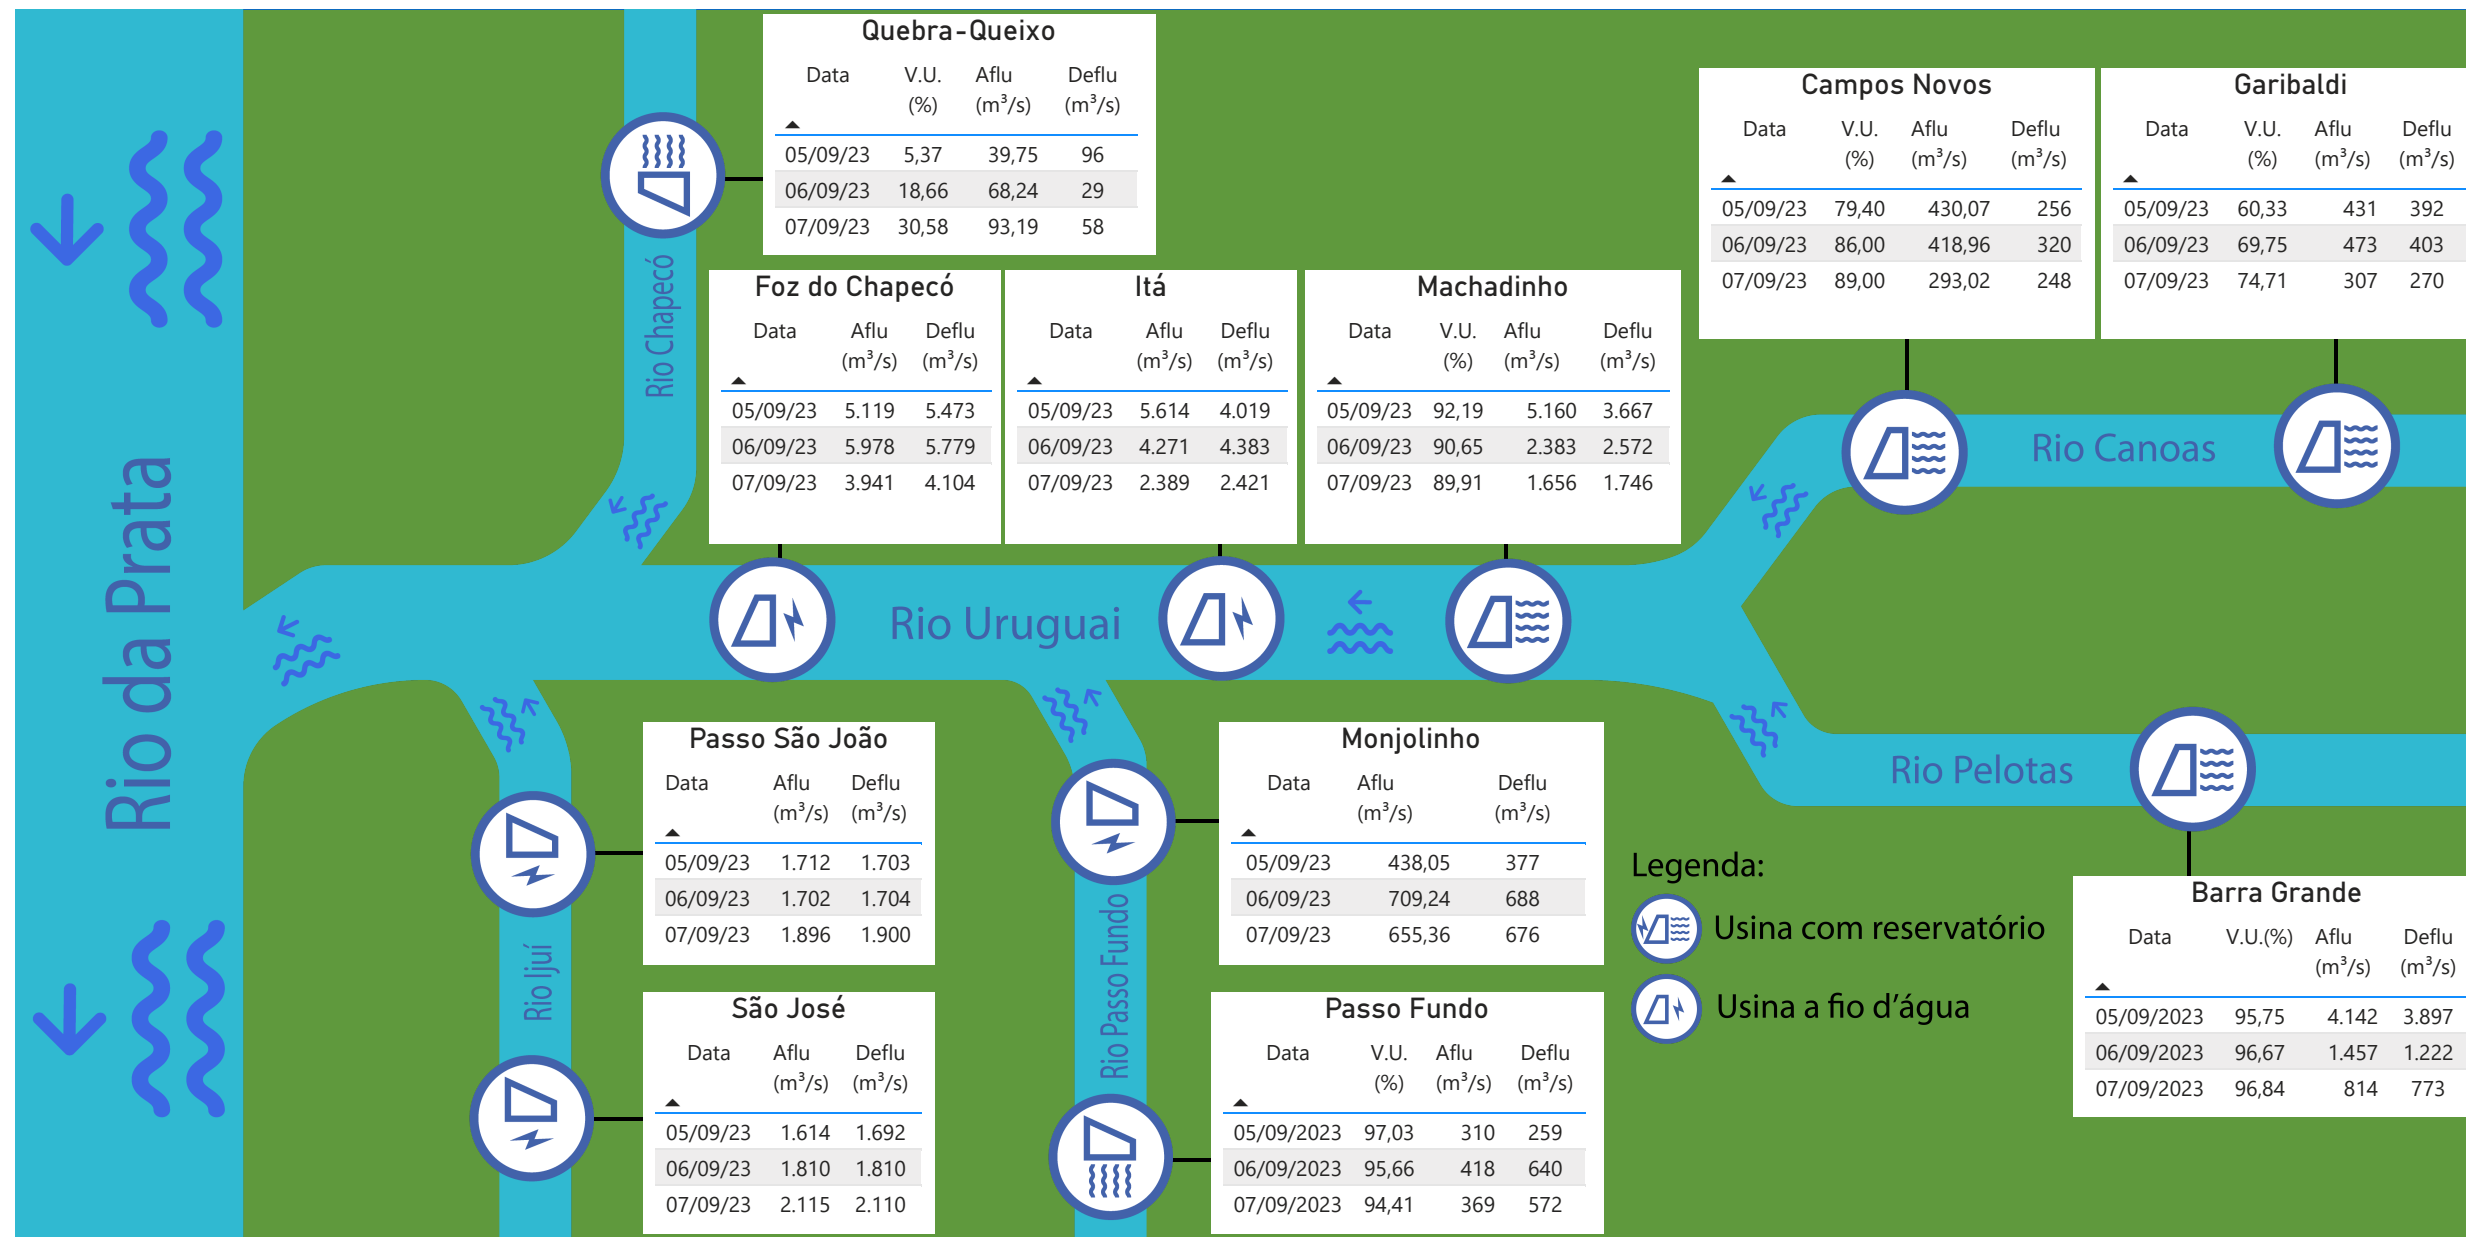 Quebra-Queixo
Data V.U. (%) Aflu (m³/s) Deflu (m³/s)
05/09/23 5,37 39,75 96
06/09/23 18,66 68,24 29
07/09/23 30,58 93,19 58
Campos Novos
Data V.U. (%) Aflu (m³/s) Deflu (m³/s)
05/09/23 79,40 430,07 256
06/09/23 86,00 418,96 320
07/09/23 89,00 293,02 248
Garibaldi
Data V.U. (%) Aflu (m³/s) Deflu (m³/s)
05/09/23 60,33 431 392
06/09/23 69,75 473 403
07/09/23 74,71 307 270
Rio Chapecó
Foz do Chapecó
Data Aflu (m³/s) Deflu (m³/s)
05/09/23 5.119 5.473
06/09/23 5.978 5.779
07/09/23 3.941 4.104
Itá
Data Aflu (m³/s) Deflu (m³/s)
05/09/23 5.614 4.019
06/09/23 4.271 4.383
07/09/23 2.389 2.421
Machadinho
Data V.U. (%) Aflu (m³/s) Deflu (m³/s)
05/09/23 92,19 5.160 3.667
06/09/23 90,65 2.383 2.572
07/09/23 89,91 1.656 1.746
Rio Canoas
Rio da Prata
Rio Uruguai
Rio Pelotas
Passo São João
Data Aflu (m³/s) Deflu (m³/s)
05/09/23 1.712 1.703
06/09/23 1.702 1.704
07/09/23 1.896 1.900
Monjolinho
Data Aflu (m³/s) Deflu (m³/s)
05/09/23 438,05 377
06/09/23 709,24 688
07/09/23 655,36 676
Legenda:
Usina com reservatório
Usina a fio d’água
Rio Ijuí
Rio Passo Fundo
São José
Data Aflu (m³/s) Deflu (m³/s)
05/09/23 1.614 1.692
06/09/23 1.810 1.810
07/09/23 2.115 2.110
Passo Fundo
Data V.U. (%) Aflu (m³/s) Deflu (m³/s)
05/09/2023 97,03 310 259
06/09/2023 95,66 418 640
07/09/2023 94,41 369 572
Barra Grande
Data V.U.(%) Aflu (m³/s) Deflu (m³/s)
05/09/2023 95,75 4.142 3.897
06/09/2023 96,67 1.457 1.222
07/09/2023 96,84 814 773